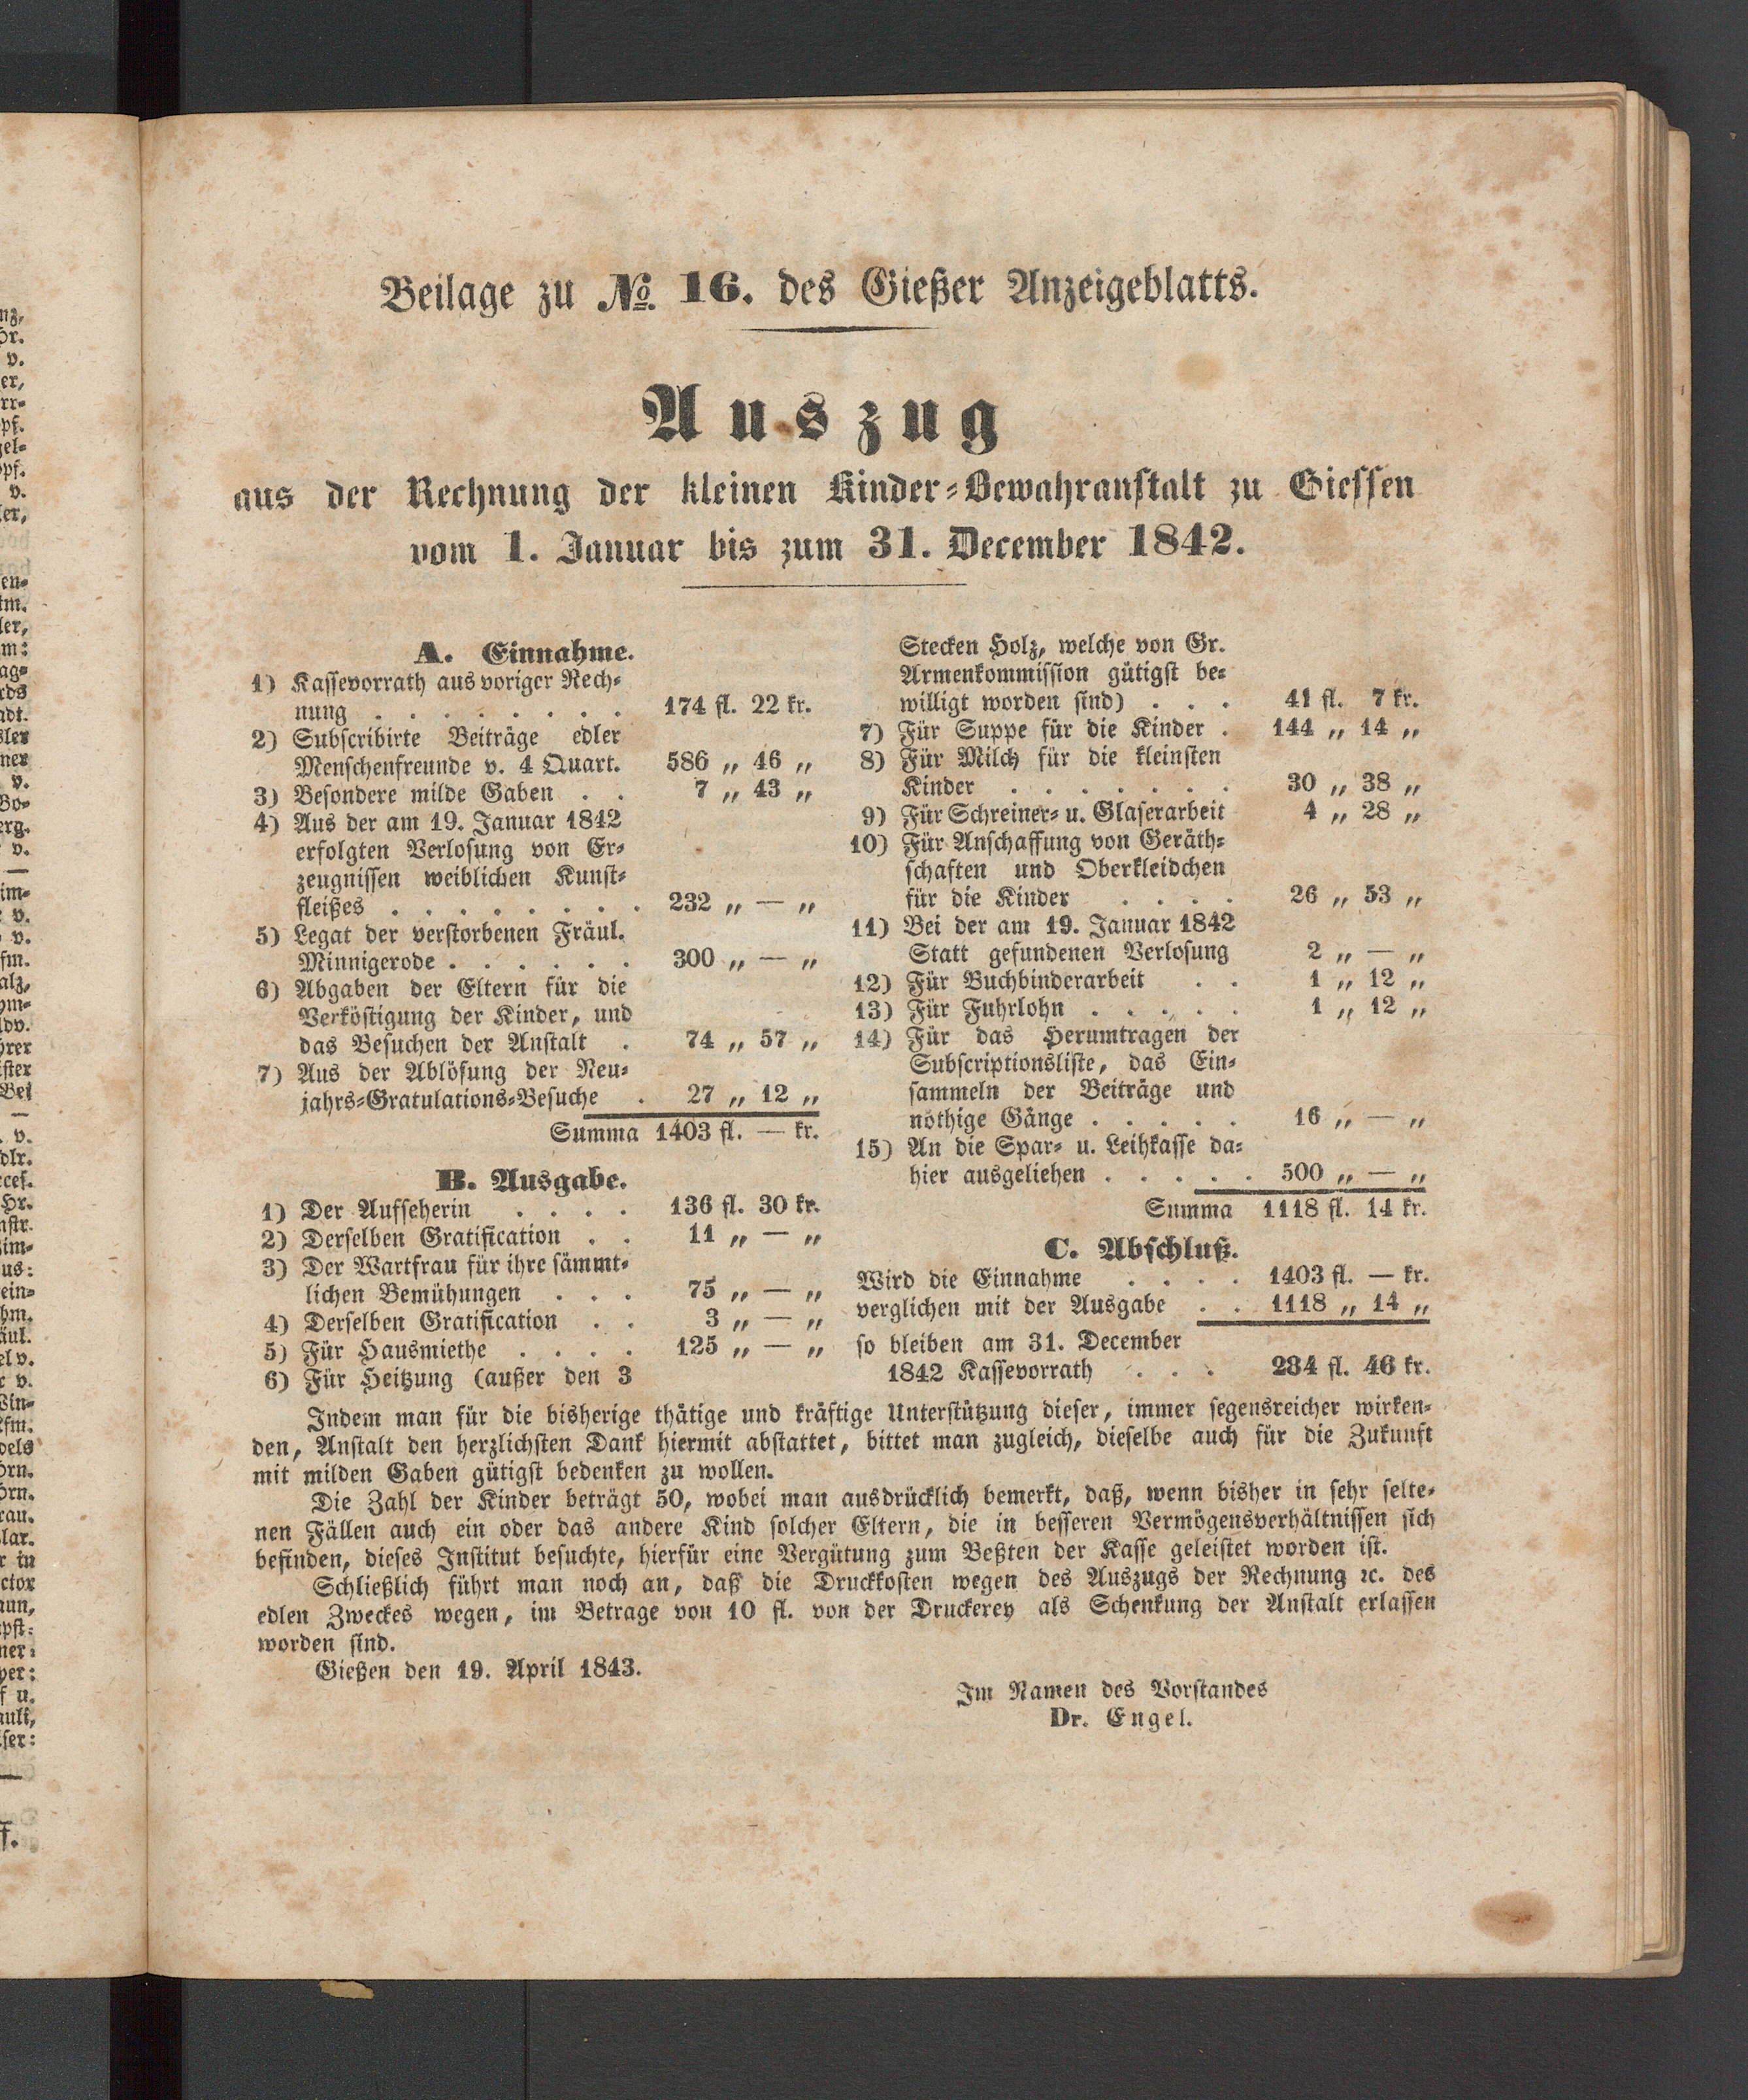 Beilage zu No. 16. des Gießer Anzeigeblatts.
Auszug
aus der Rechnung der kleinen Kinder-Bewahranstalt zu Giessen
vom 1. Januar bis zum 31. December 1842.
A. Einnahme.
1) Kassevorrath aus voriger Rech-
nung . . . . . . . . 174 fl. 22 kr.
2) Subscribirte Beiträge edler
Menschenfreunde v. 4 Quart. 586 „ 46 „
3) Besondere milde Gaben . . 7 „ 43 „
4) Aus der am 19. Januar 1842
erfolgten Verlosung von Er-
zeugnissen weiblichen Kunst-
fleißes . . . . . . . . 232 „ — „
5) Legat der verstorbenen Fräul.
Minnigerode . . . . . . 300 „ — „
6) Abgaben der Eltern für die
Verköstigung der Kinder, und
das Besuchen der Anstalt . 74 „ 57 „
7) Aus der Ablösung der Neu-
jahrs-Gratulations-Besuche . 27 „ 12 „
Summa 1403 fl. — kr.
B. Ausgabe.
1) Der Aufseherin . . . . 136 fl. 30 kr.
2) Derselben Gratification . . 11 „ — „
3) Der Wartfrau für ihre sämmt-
lichen Bemühungen . . . 75 „ — „
4) Derselben Gratification . . 3 „ — „
5) Für Hausmiethe . . . . 125 „ — „
6) Für Heitzung (außer den 3
Stecken Holz, welche von Gr.
Armenkommission gütigst be-
willigt worden sind) . . . 41 fl. 7 kr.
7) Für Suppe für die Kinder . 144 „ 14 „
8) Für Milch für die kleinsten
Kinder . . . . . . . 30 „ 38 „
9) Für Schreiner- u. Glaserarbeit 4 „ 28 „
10) Für Anschaffung von Geräth-
schaften und Oberkleidchen
für die Kinder . . . . 26 „ 53 „
11) Bei der am 19. Januar 1842
Statt gefundenen Verlosung 2 „ — „
12) Für Buchbinderarbeit . . 1 „ 12 „
13) Für Fuhrlohn . . . . . 1 „ 12 „
14) Für das Herumtragen der
Subscriptionsliste, das Ein-
sammeln der Beiträge und
nöthige Gänge . . . . . 16 „ — „
15) An die Spar- u. Leihkasse da-
hier ausgeliehen . . . . . 500 „ — „
Summa 1118 fl. 14 kr.
C. Abschluß.
Wird die Einnahme . . . . 1403 fl. — kr.
verglichen mit der Ausgabe . . 1118 „ 14 „
so bleiben am 31. December
1842 Kassevorrath . . . 284 fl. 46 kr.
Indem man für die bisherige thätige und kräftige Unterstützung dieser, immer segensreicher wirken-
den, Anstalt den herzlichsten Dank hiermit abstattet, bittet man zugleich, dieselbe auch für die Zukunft
mit milden Gaben gütigst bedenken zu wollen.
Die Zahl der Kinder beträgt 50, wobei man ausdrücklich bemerkt, daß, wenn bisher in sehr selte-
nen Fällen auch ein oder das andere Kind solcher Eltern, die in besseren Vermögensverhältnissen sich
befinden, dieses Institut besuchte, hierfür eine Vergütung zum Beßten der Kasse geleistet worden ist.
Schließlich führt man noch an, daß die Druckkosten wegen des Auszugs der Rechnung ꝛc. des
edlen Zweckes wegen, im Betrage von 10 fl. von der Druckerey als Schenkung der Anstalt erlassen
worden sind.
Gießen den 19. April 1843.
Im Namen des Vorstandes
Dr. Engel.